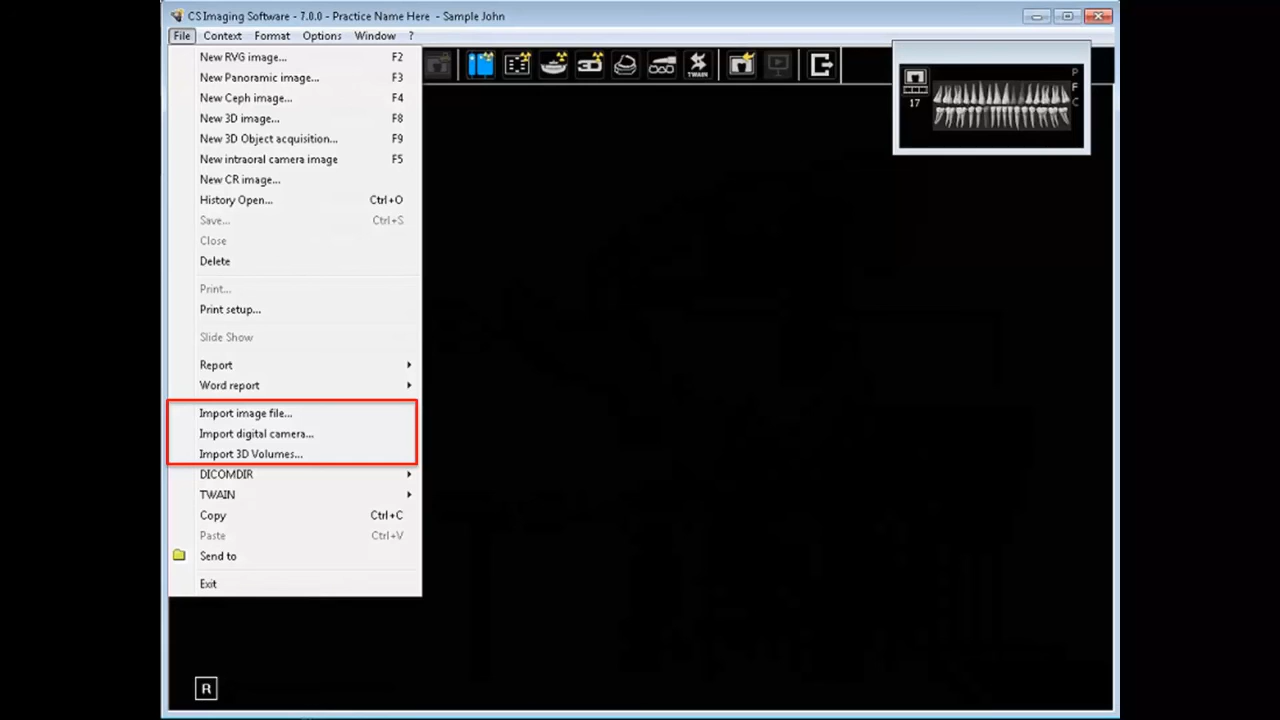 CS Imaging Software - 7.0.0 - Practice Name Here - Sample John
File Context Format Options Window ?
New RVG image... F2
New Panoramic image... F3
New Ceph image... F4
New 3D image... F8
New 3D Object acquisition... F9
New intraoral camera image F5
New CR image...
History Open... Ctrl+O
Save... Ctrl+S
Close
Delete
Print...
Print setup...
Slide Show
Report
Word report
Import image file...
Import digital camera...
Import 3D Volumes...
DICOMDIR
TWAIN
Copy Ctrl+C
Paste Ctrl+V
Send to
Exit
3D
TWAIN
17
P
F
C
R